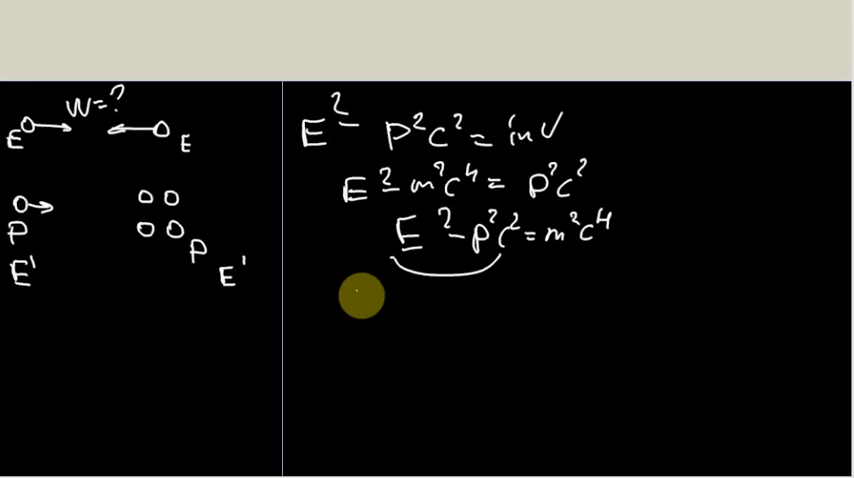 W=?
E E
P P
E' E'
E² - P²c² = inv
E² - m²c⁴ = P²c²
E² - P²c² = m²c⁴